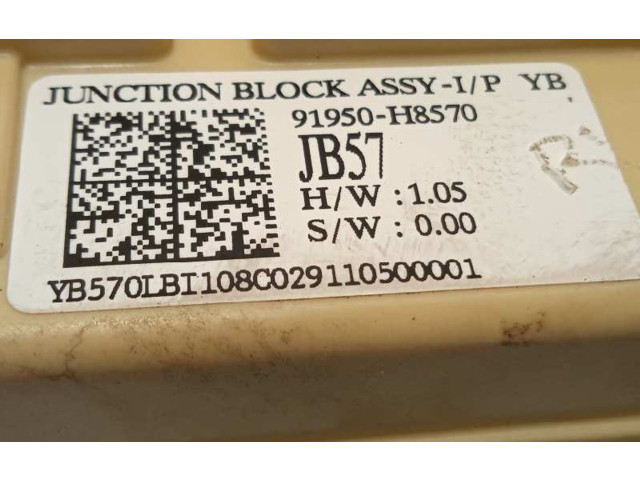 JUNCTION BLOCK ASSY-I/P YB
91950-H8570
JB57
H/W : 1.05
S/W : 0.00
YB570LBI108C029110500001